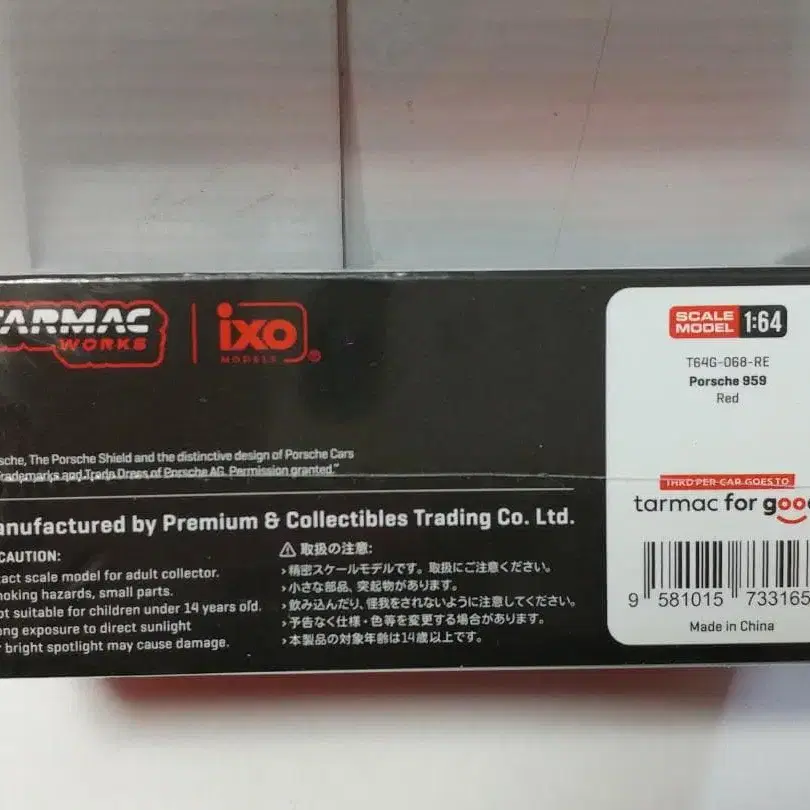 TARMAC
WORKS
ixo
MODELS
®
SCALE
MODEL 1:64
T64G-068-RE
Porsche 959
Red
sche, The Porsche Shield and the distinctive design of Porsche Cars
Trademarks and Trade Dress of Porsche AG. Permission granted."
1HKD PER CAR GOES TO
tarmac for good
anufactured by Premium & Collectibles Trading Co. Ltd.
CAUTION:
act scale model for adult collector.
oking hazards, small parts.
ot suitable for children under 14 years old.
ong exposure to direct sunlight
r bright spotlight may cause damage.
⚠ 取扱の注意:
›精密スケールモデルです。取扱にご注意ください。
›小さな部品、突起物があります。
›飲み込んだり、怪我をされないように注意してください。
›予告なく仕様・色等を変更する場合があります。
›本製品の対象年齢は14歳以上です。
9 581015 733165
Made in China